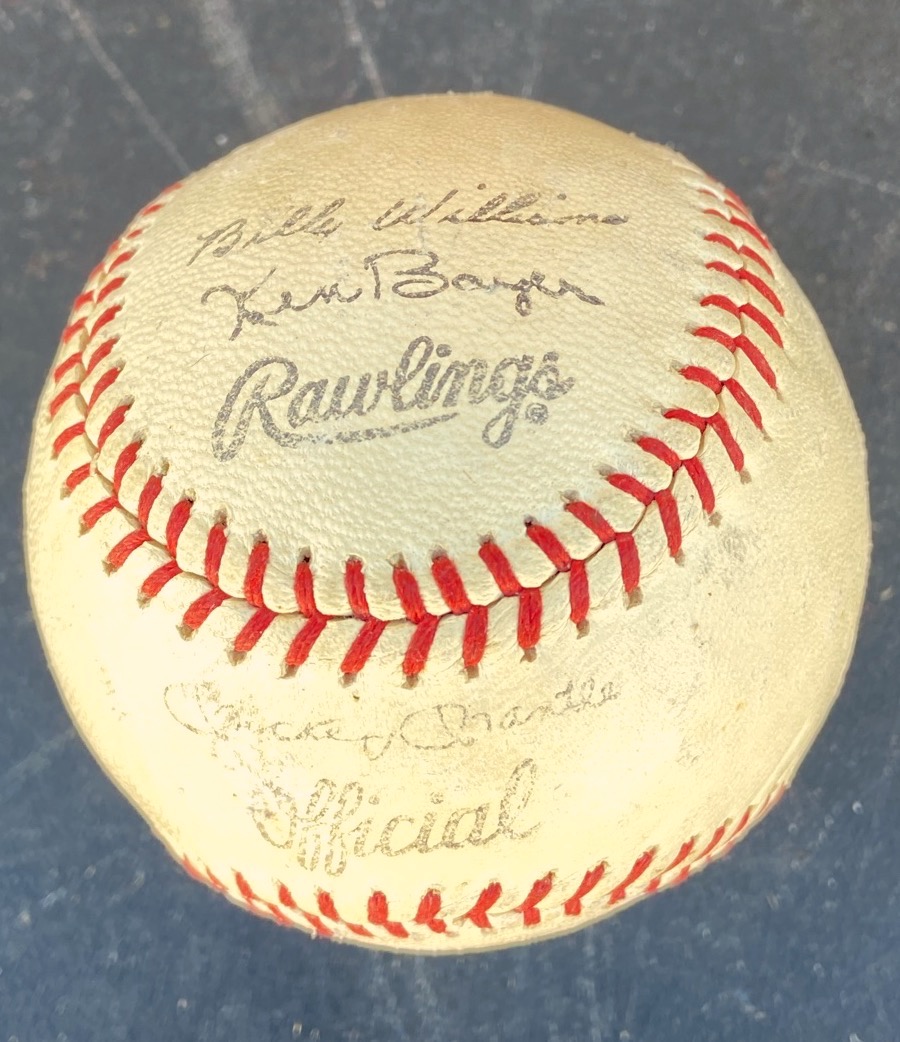 Billy Williams
Ken Boyer
Rawlings ®
Mickey Mantle
Official